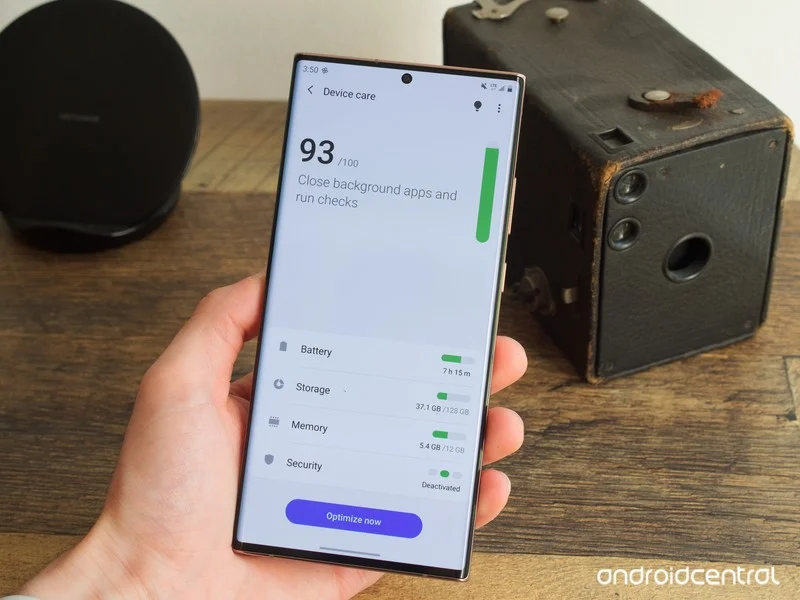 3:50
LTE
Device care
93 /100
Close background apps and
run checks
Battery
7 h 15 m
Storage
37.1 GB /128 GB
Memory
5.4 GB /12 GB
Security
Deactivated
Optimize now
androidcentral